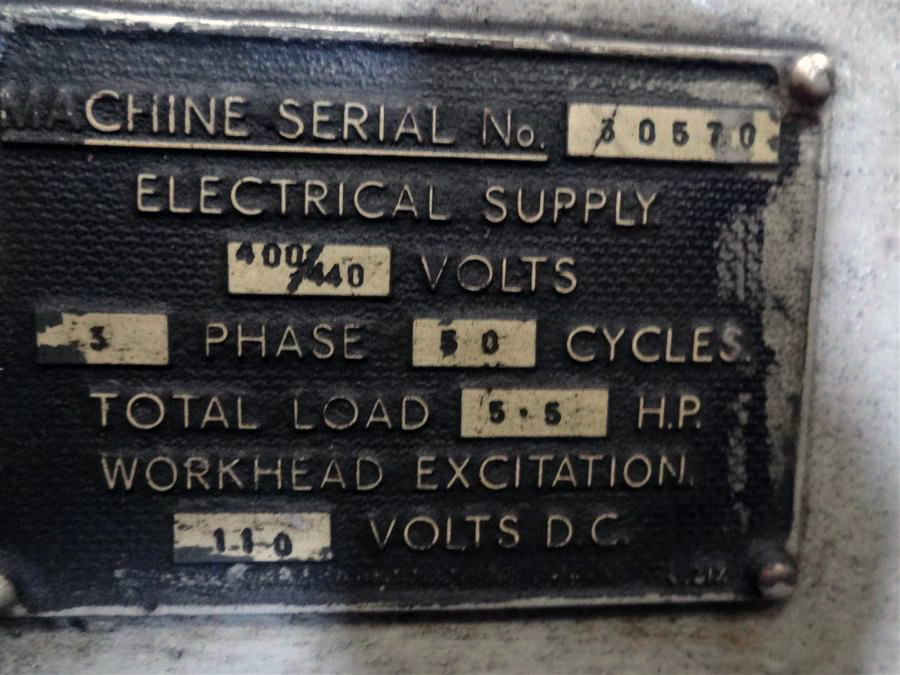 MACHINE SERIAL No. 30570
ELECTRICAL SUPPLY
400/440 VOLTS
3 PHASE 50 CYCLES.
TOTAL LOAD 5.5 H.P.
WORKHEAD EXCITATION.
110 VOLTS D.C.